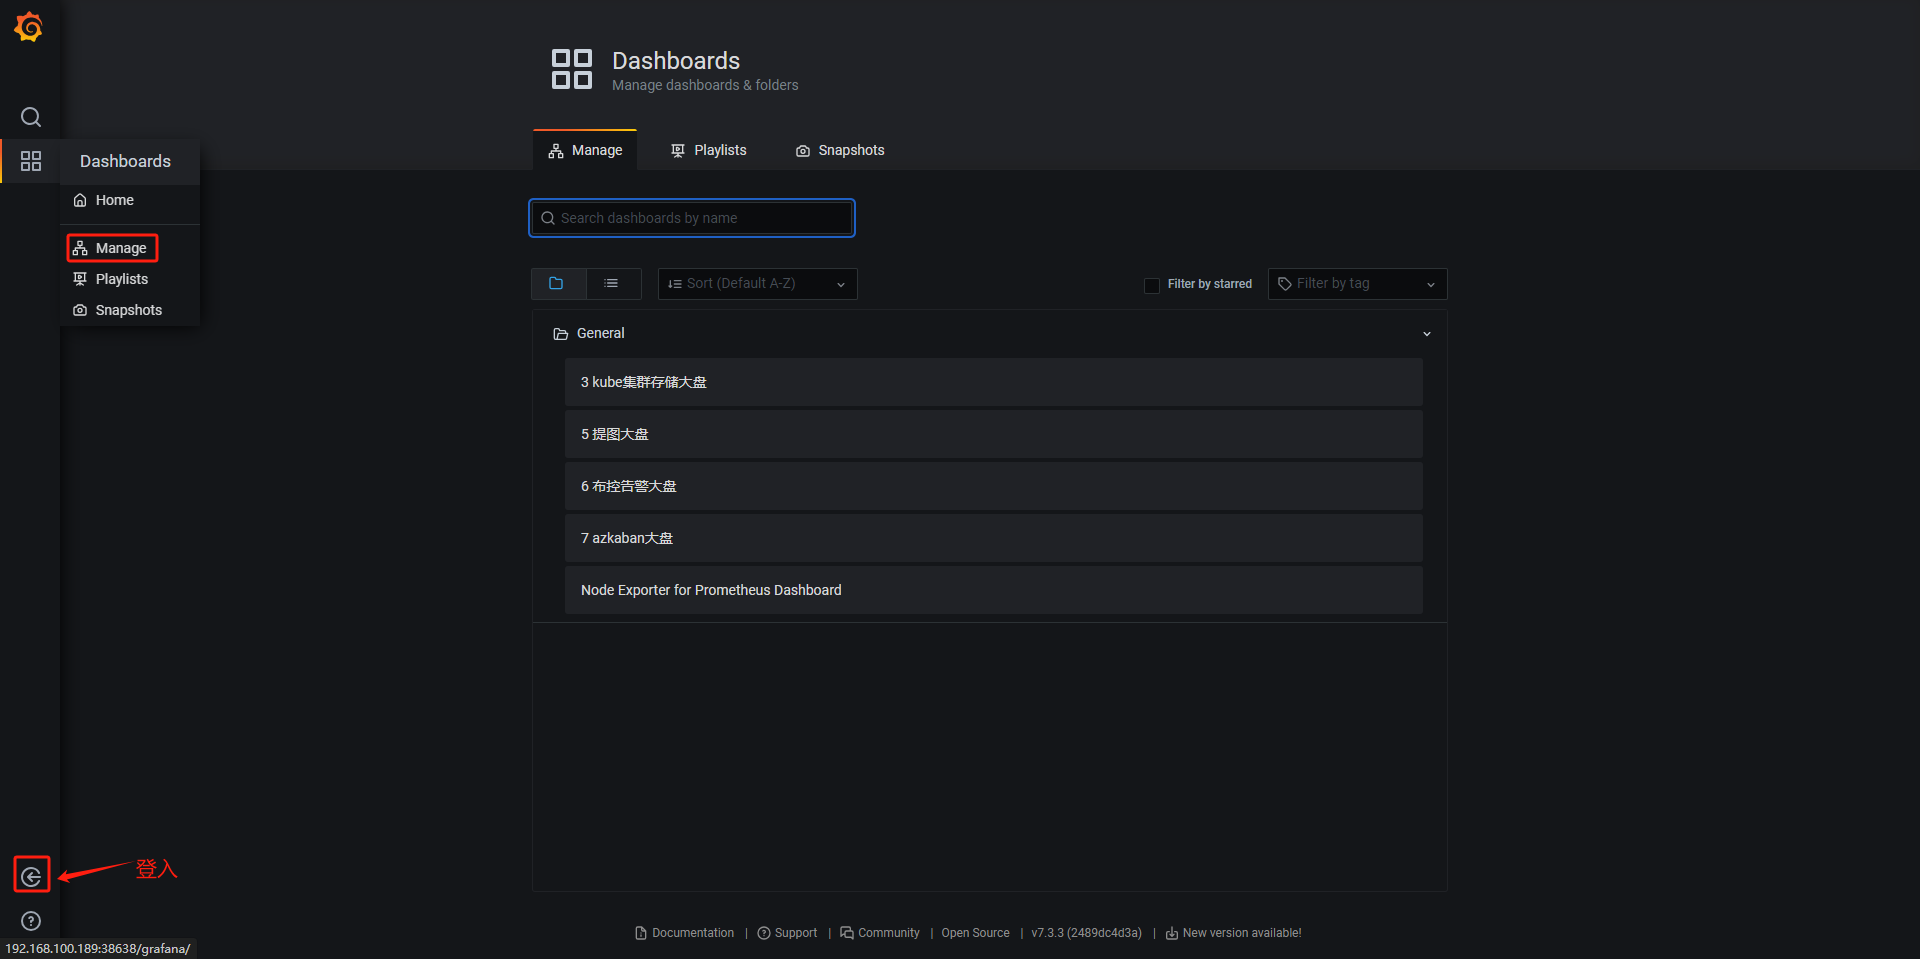 Dashboards
Manage dashboards & folders
Manage
Playlists
Snapshots
Dashboards
Home
Manage
Playlists
Snapshots
Search dashboards by name
Sort (Default A-Z)
Filter by starred
Filter by tag
General
3 kube集群存储大盘
5 提图大盘
6 布控告警大盘
7 azkaban大盘
Node Exporter for Prometheus Dashboard
登入
Documentation | Support | Community | Open Source | v7.3.3 (2489dc4d3a) | New version available!
192.168.100.189:38638/grafana/